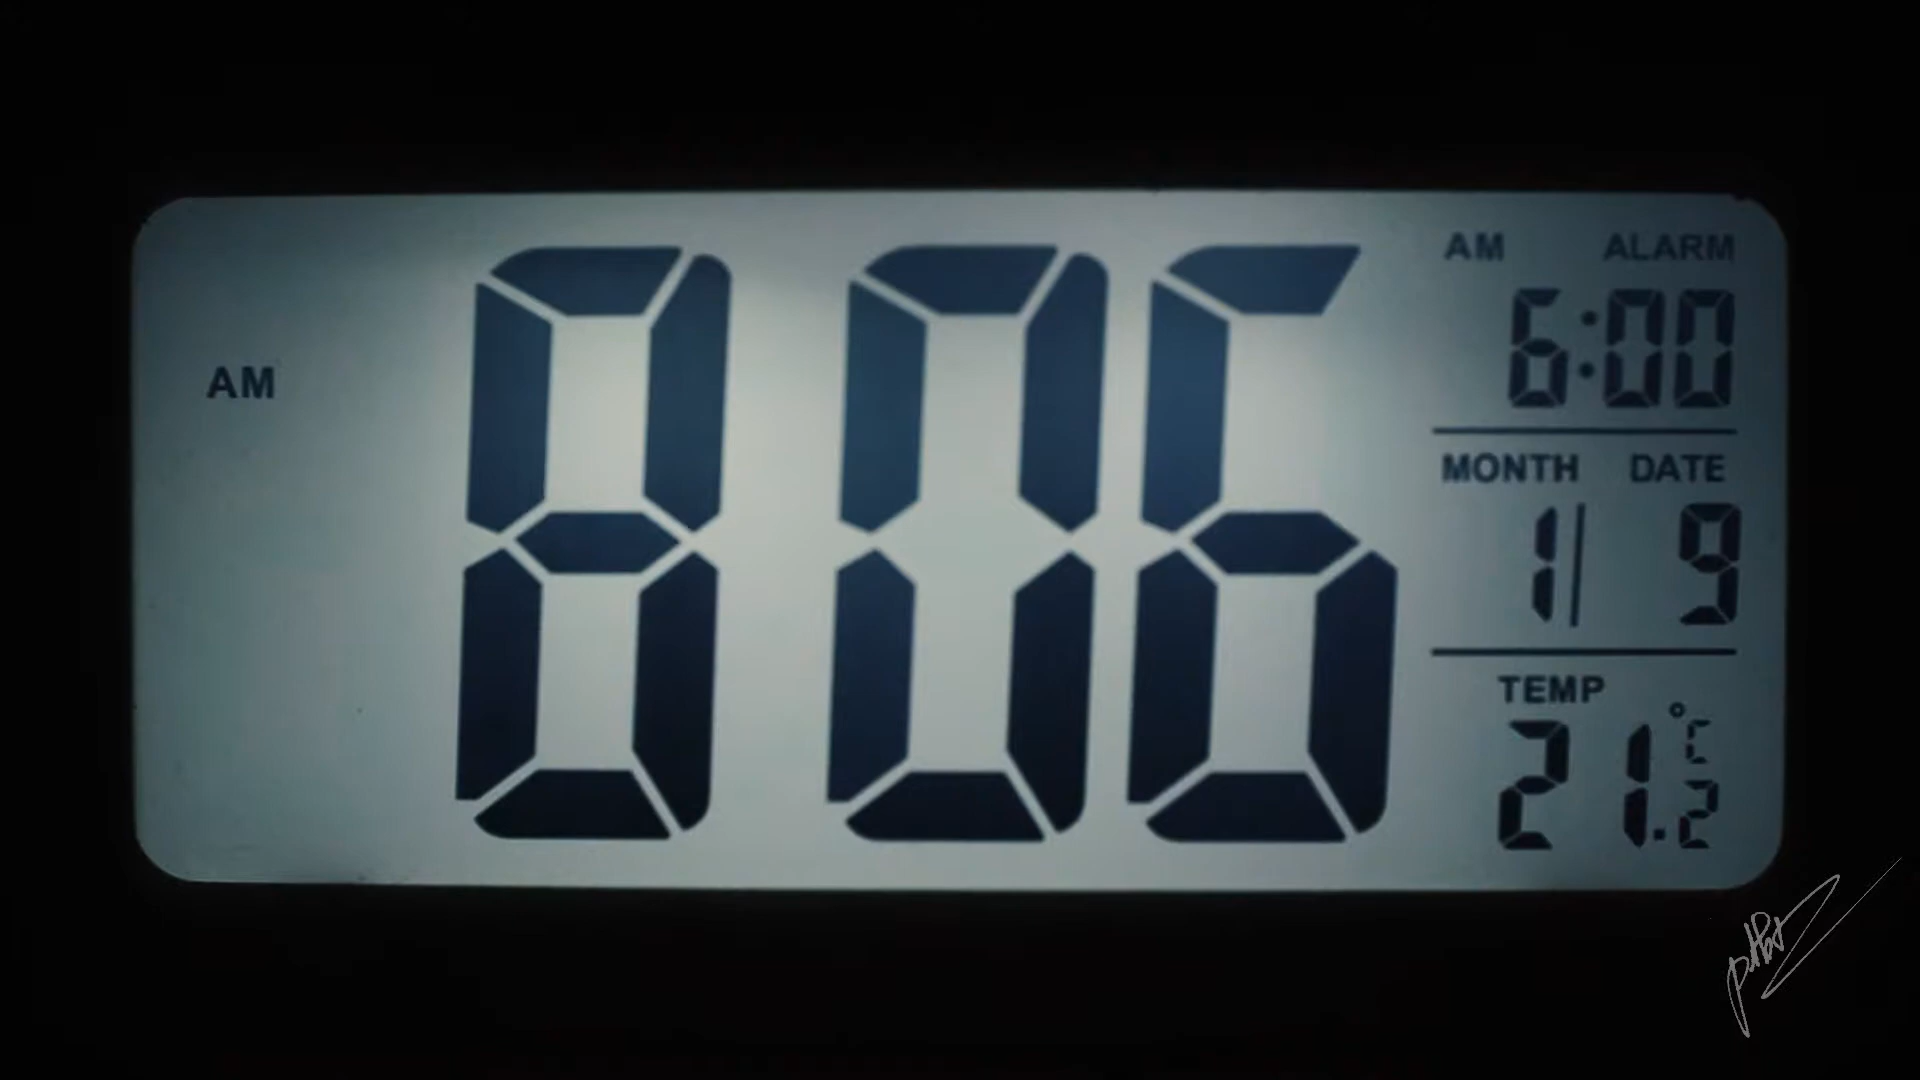 AM
8 06
AM ALARM
6:00
MONTH DATE
1 9
TEMP
21.2 °C